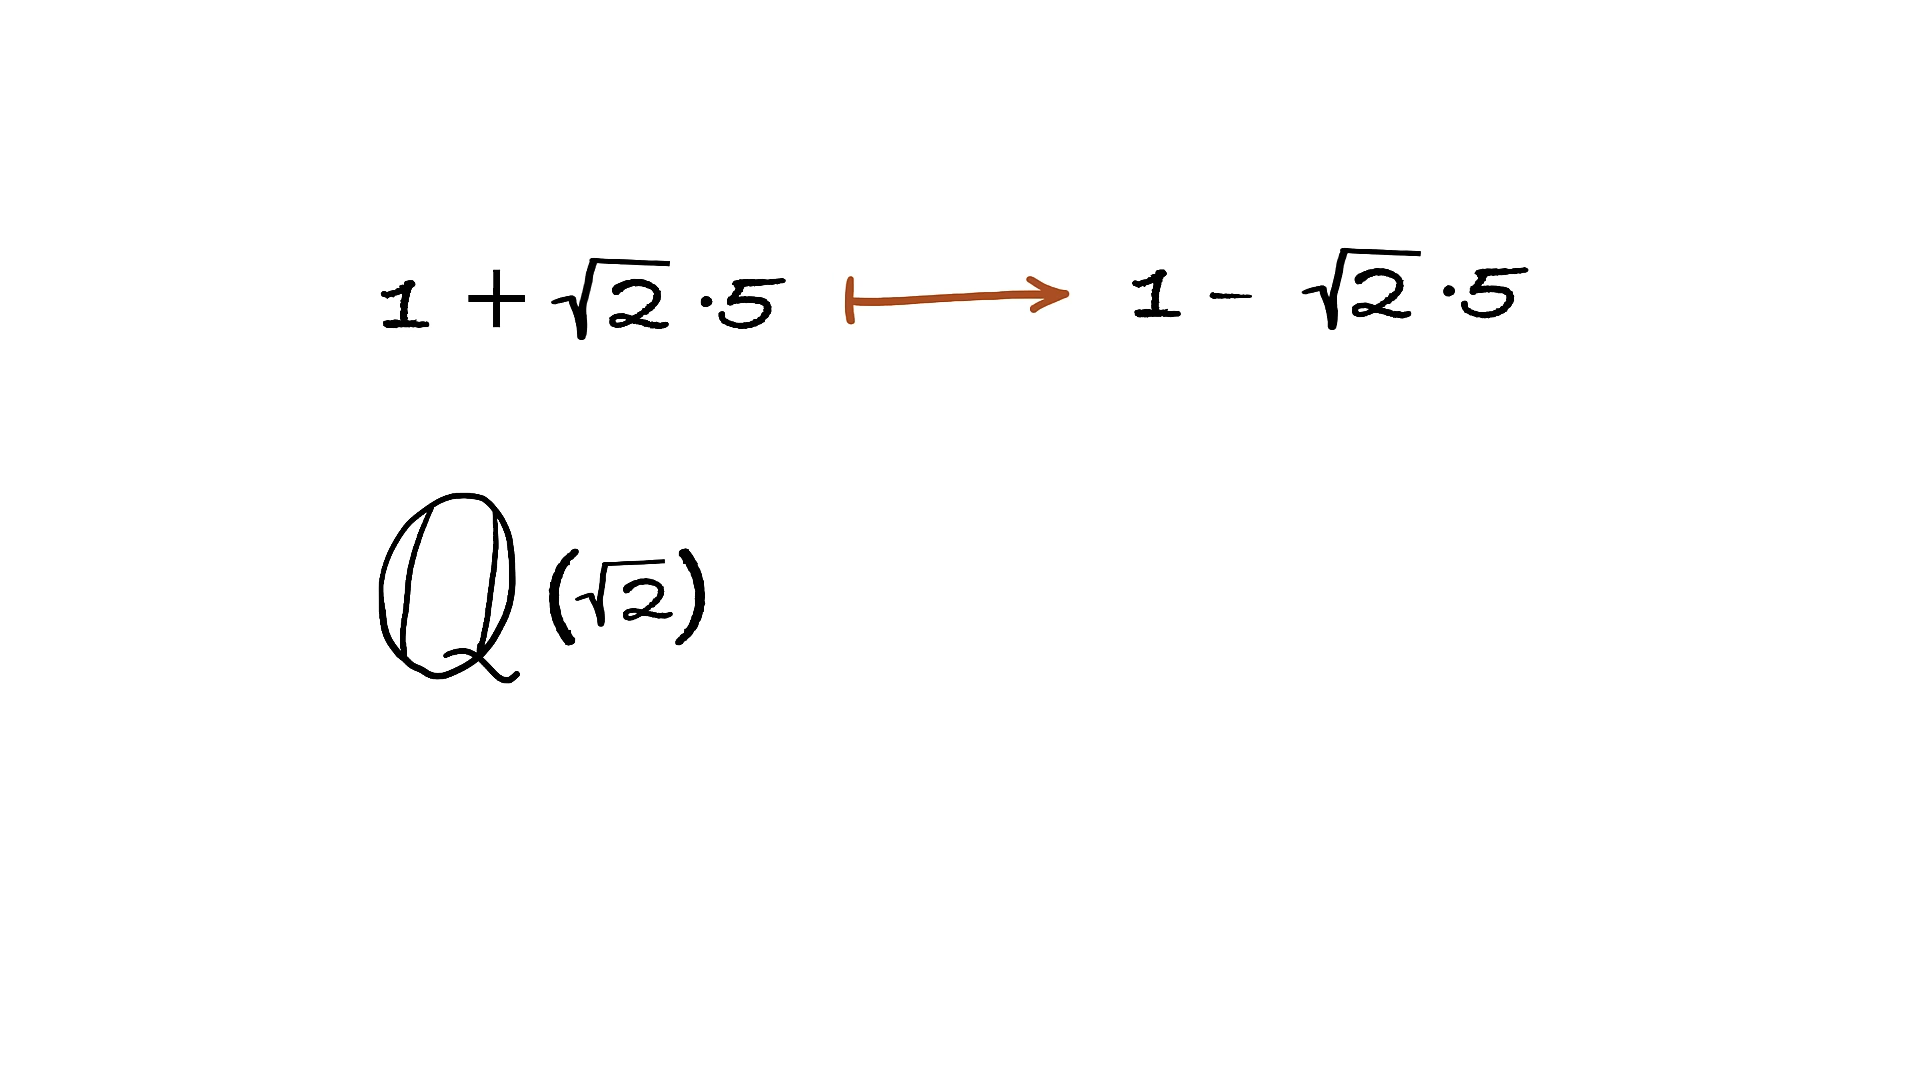 1 + √2 · 5 ⟼ 1 − √2 · 5
ℚ(√2)